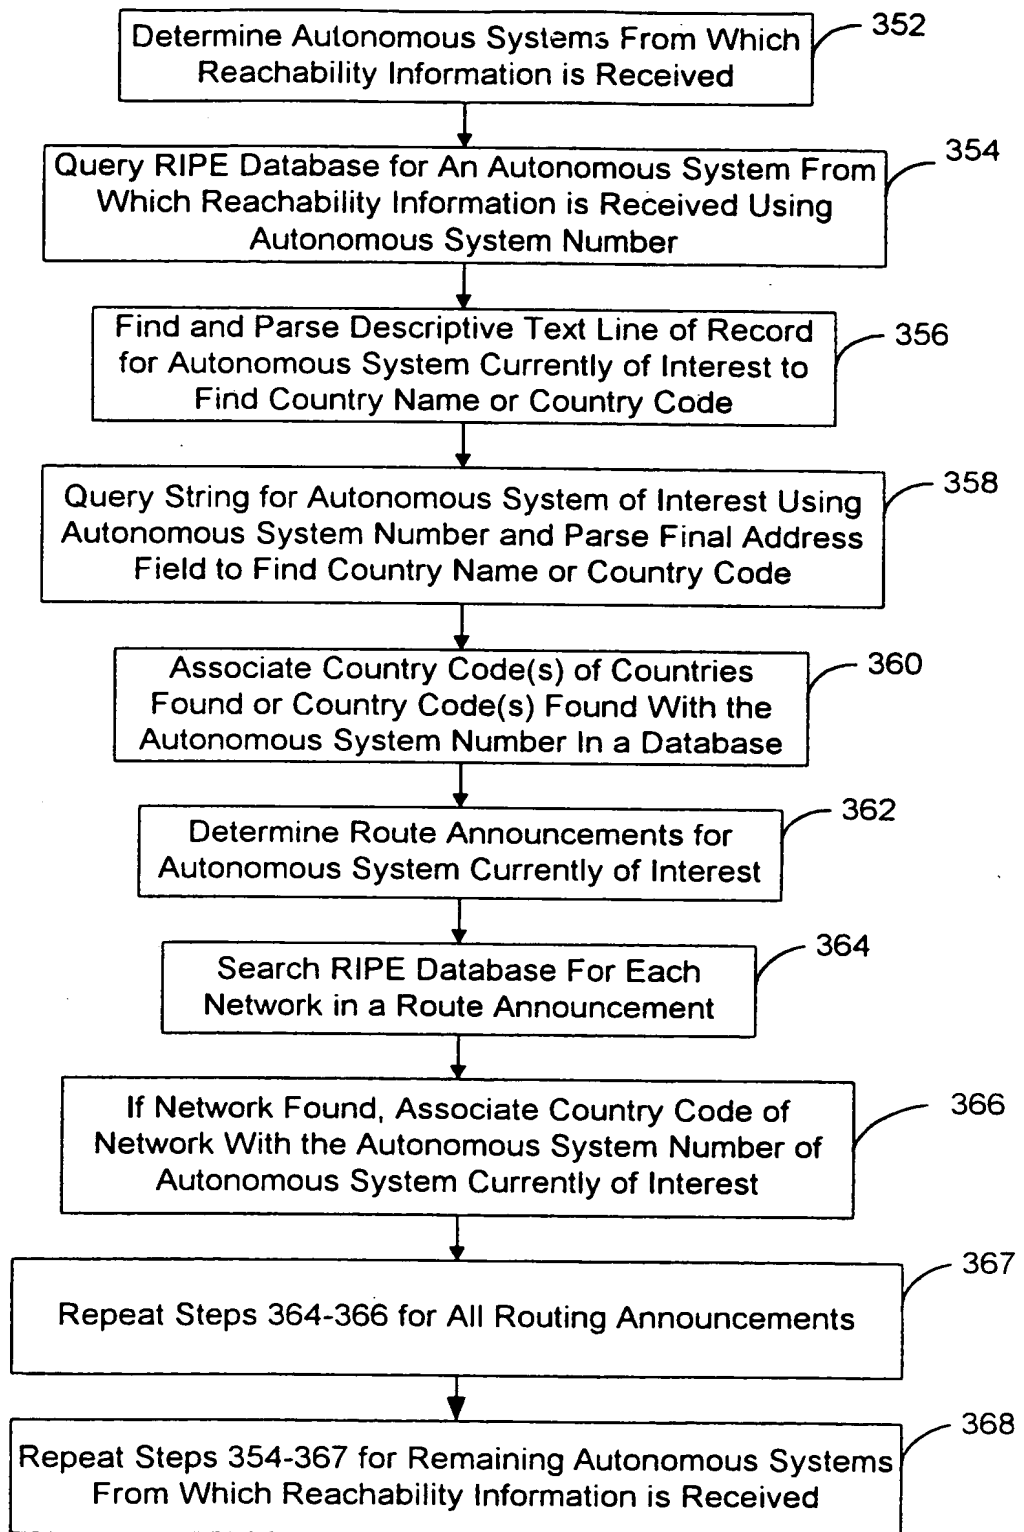 Determine Autonomous Systems From Which
Reachability Information is Received
352
Query RIPE Database for An Autonomous System From
Which Reachability Information is Received Using
Autonomous System Number
354
Find and Parse Descriptive Text Line of Record
for Autonomous System Currently of Interest to
Find Country Name or Country Code
356
Query String for Autonomous System of Interest Using
Autonomous System Number and Parse Final Address
Field to Find Country Name or Country Code
358
Associate Country Code(s) of Countries
Found or Country Code(s) Found With the
Autonomous System Number In a Database
360
Determine Route Announcements for
Autonomous System Currently of Interest
362
Search RIPE Database For Each
Network in a Route Announcement
364
If Network Found, Associate Country Code of
Network With the Autonomous System Number of
Autonomous System Currently of Interest
366
Repeat Steps 364-366 for All Routing Announcements
367
Repeat Steps 354-367 for Remaining Autonomous Systems
From Which Reachability Information is Received
368